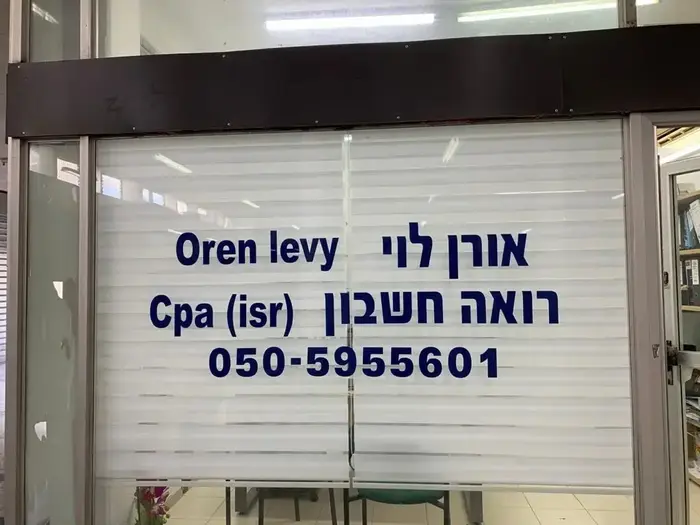 Oren levy אורן לוי
Cpa (isr) רואה חשבון
050-5955601